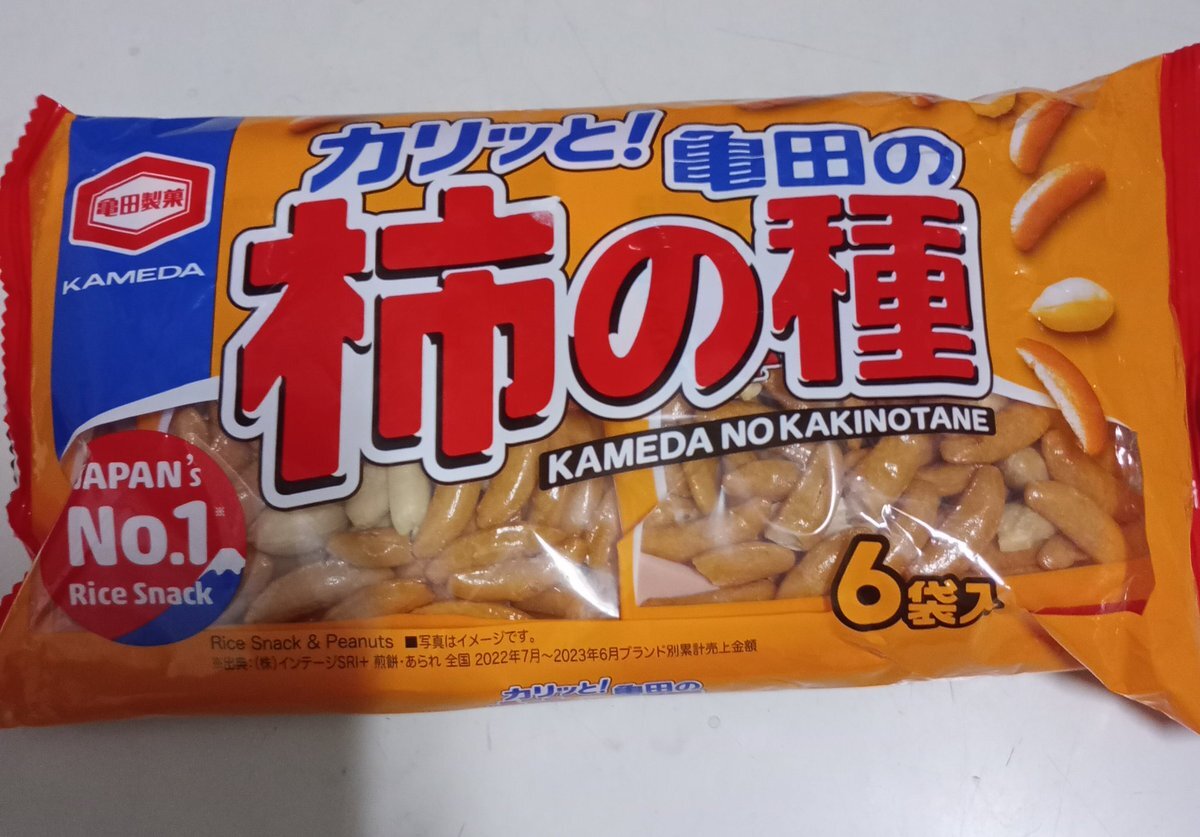 カリッと! 亀田の
亀田製菓
KAMEDA
柿の種
KAMEDA NO KAKINOTANE
JAPAN's
No.1※
Rice Snack
6袋入
Rice Snack & Peanuts ■写真はイメージです。
※出典:(株)インテージSRI+ 煎餅・あられ 全国 2022年7月~2023年6月ブランド別累計売上金額
カリッと! 亀田の